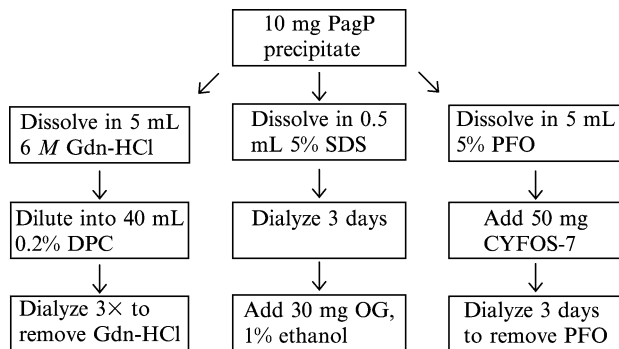 10 mg PagP
precipitate
Dissolve in 5 mL
6 M Gdn-HCl
Dilute into 40 mL
0.2% DPC
Dialyze 3× to
remove Gdn-HCl
Dissolve in 0.5
mL 5% SDS
Dialyze 3 days
Add 30 mg OG,
1% ethanol
Dissolve in 5 mL
5% PFO
Add 50 mg
CYFOS-7
Dialyze 3 days
to remove PFO